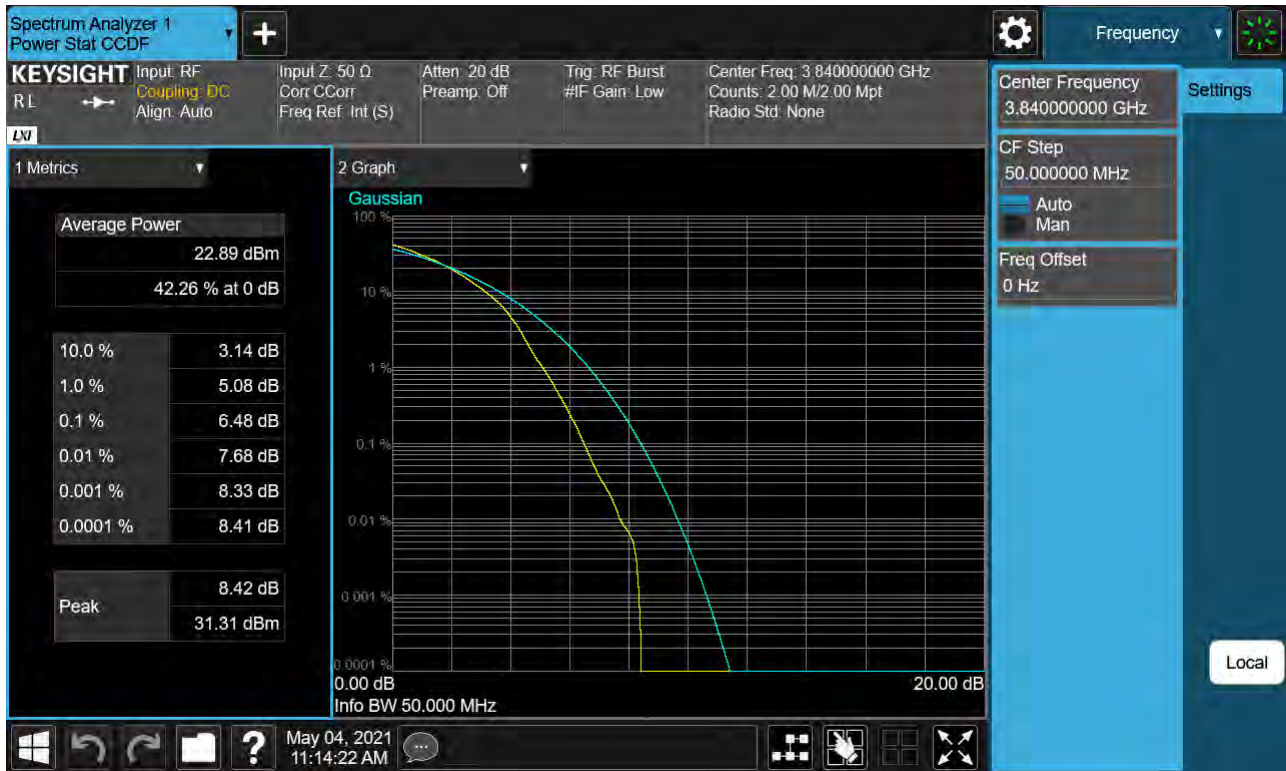 Spectrum Analyzer 1
Power Stat CCDF
+
Frequency
KEYSIGHT
RL
LXI
Input: RF
Coupling: DC
Align: Auto
Input Z: 50 Ω
Corr CCorr
Freq Ref: Int (S)
Atten: 20 dB
Preamp: Off
Trig: RF Burst
#IF Gain: Low
Center Freq: 3.840000000 GHz
Counts: 2.00 M/2.00 Mpt
Radio Std: None
Center Frequency
3.840000000 GHz
Settings
CF Step
50.000000 MHz
Auto
Man
Freq Offset
0 Hz
Local
1 Metrics
Average Power
22.89 dBm
42.26 % at 0 dB
10.0 % 3.14 dB
1.0 % 5.08 dB
0.1 % 6.48 dB
0.01 % 7.68 dB
0.001 % 8.33 dB
0.0001 % 8.41 dB
Peak 8.42 dB
31.31 dBm
2 Graph
Gaussian
100 %
10 %
1 %
0.1 %
0.01 %
0.001 %
0.0001 %
0.00 dB 20.00 dB
Info BW 50.000 MHz
?
May 04, 2021
11:14:22 AM